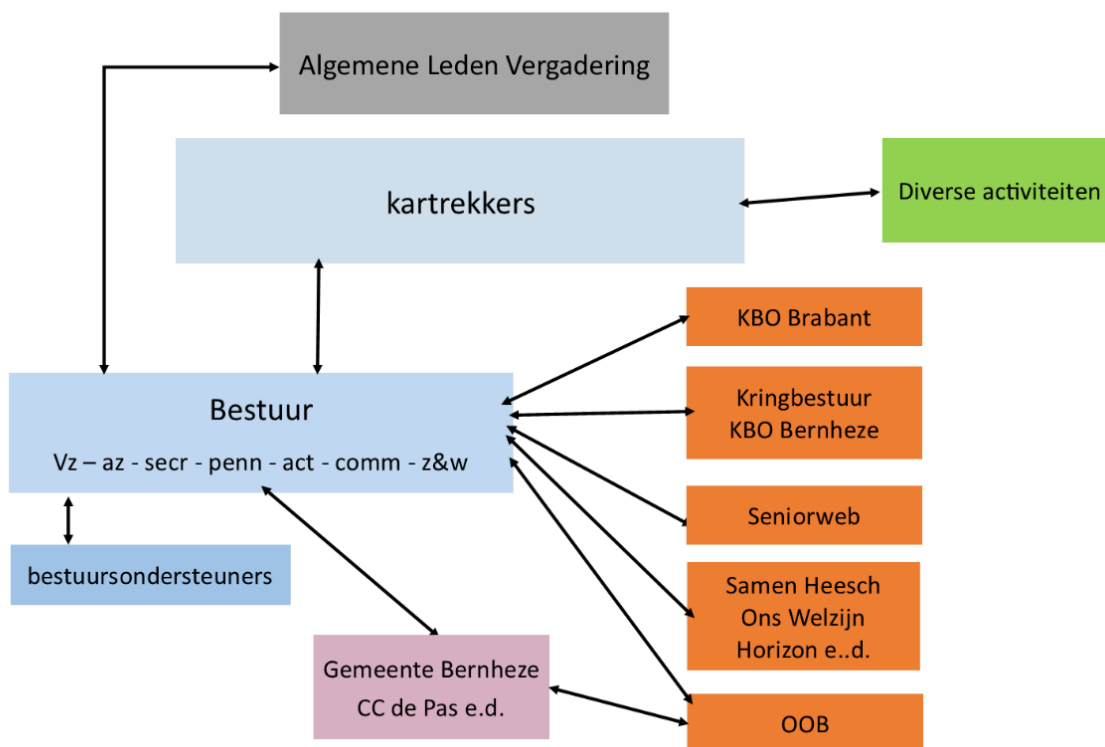 Algemene Leden Vergadering
kartrekkers
Diverse activiteiten
KBO Brabant
Bestuur
Vz – az - secr - penn - act - comm - z&w
Kringbestuur
KBO Bernheze
Seniorweb
bestuursondersteuners
Samen Heesch
Ons Welzijn
Horizon e..d.
Gemeente Bernheze
CC de Pas e.d.
OOB